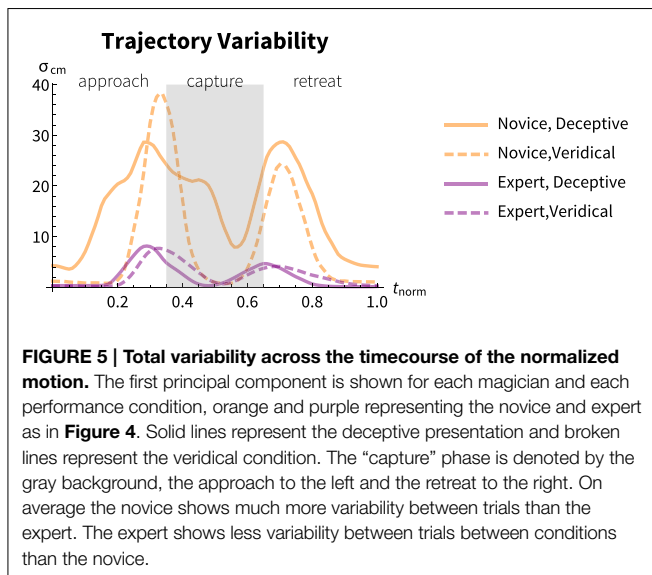 Trajectory Variability
σcm
approach capture retreat
40
30
20
10
0.2 0.4 0.6 0.8 1.0 tnorm
Novice, Deceptive
Novice,Veridical
Expert, Deceptive
Expert,Veridical
FIGURE 5 | Total variability across the timecourse of the normalized
motion. The first principal component is shown for each magician and each
performance condition, orange and purple representing the novice and expert
as in Figure 4. Solid lines represent the deceptive presentation and broken
lines represent the veridical condition. The “capture” phase is denoted by the
gray background, the approach to the left and the retreat to the right. On
average the novice shows much more variability between trials than the
expert. The expert shows less variability between trials between conditions
than the novice.